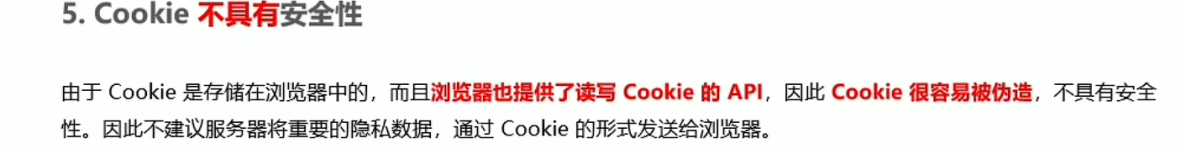 5. Cookie 不具有安全性
由于 Cookie 是存储在浏览器中的，而且浏览器也提供了读写 Cookie 的 API，因此 Cookie 很容易被伪造，不具有安全
性。因此不建议服务器将重要的隐私数据，通过 Cookie 的形式发送给浏览器。